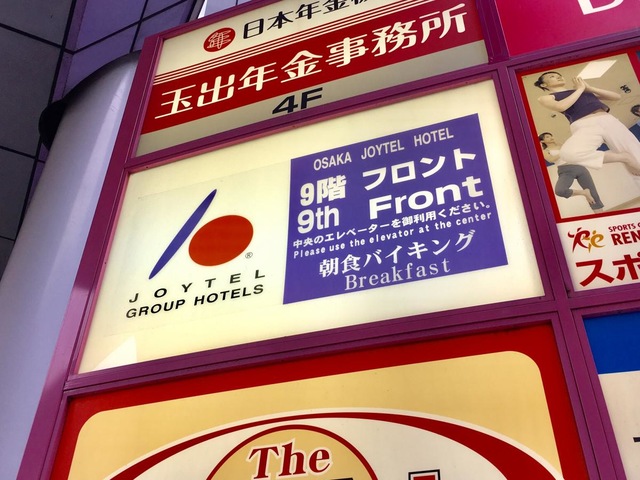 日本年金機
玉出年金事務所
4F
OSAKA JOYTEL HOTEL
9階 フロント
9th Front
中央のエレベーターを御利用ください。
Please use the elevator at the center
朝食バイキング
Breakfast
®
JOYTEL
GROUP HOTELS
SPORTS
REN
スポ
The